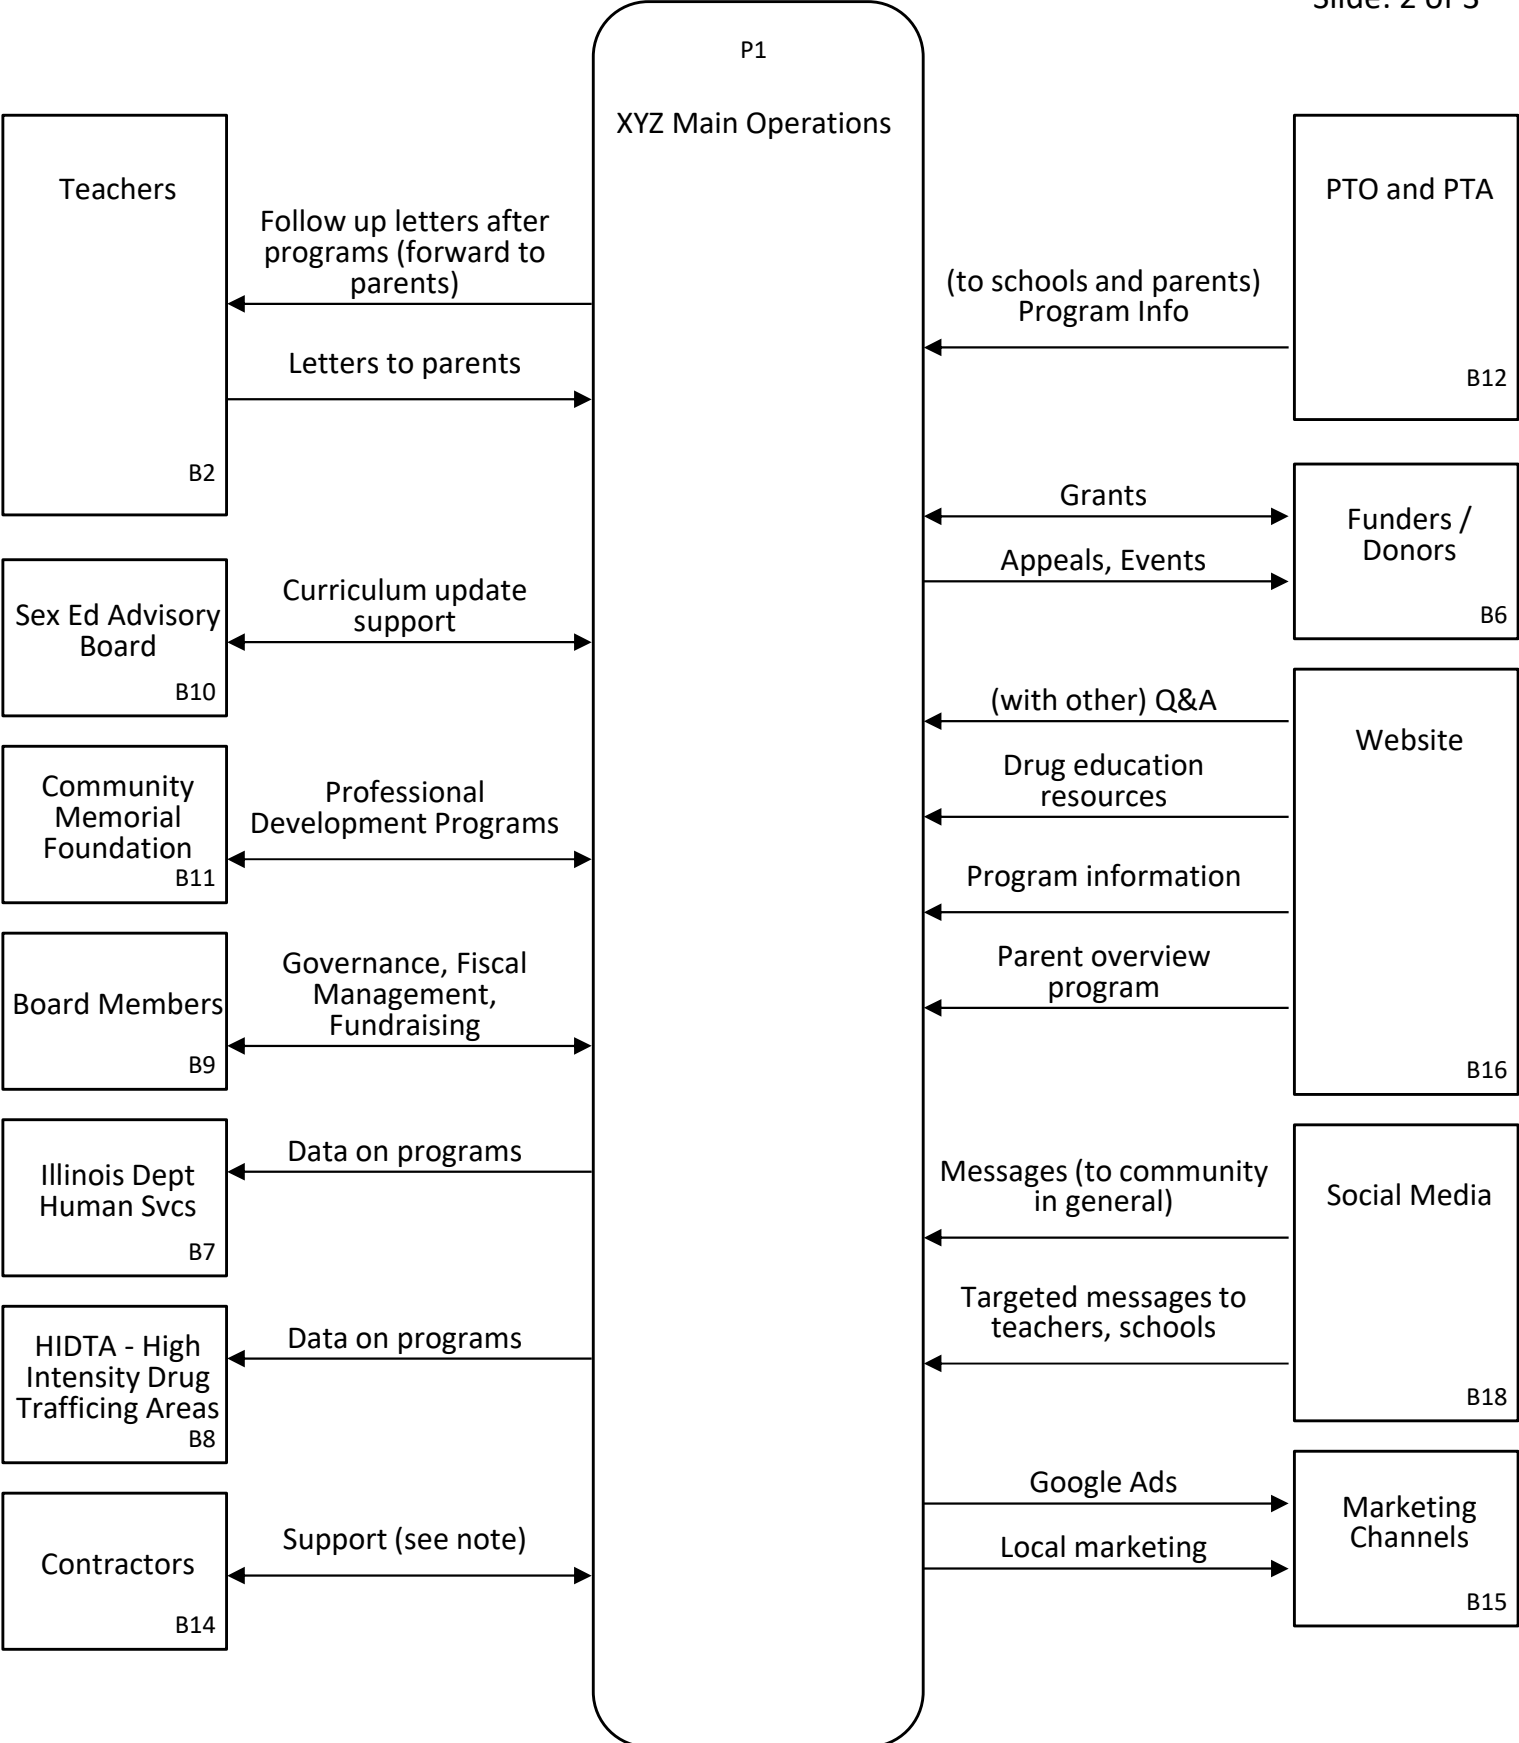 Slide: 2 of 3
P1
XYZ Main Operations
Teachers
B2
Follow up letters after
programs (forward to
parents)
Letters to parents
Sex Ed Advisory
Board
B10
Curriculum update
support
Community
Memorial
Foundation
B11
Professional
Development Programs
Board Members
B9
Governance, Fiscal
Management,
Fundraising
Illinois Dept
Human Svcs
B7
Data on programs
HIDTA - High
Intensity Drug
Trafficing Areas
B8
Data on programs
Contractors
B14
Support (see note)
PTO and PTA
B12
(to schools and parents)
Program Info
Grants
Appeals, Events
Funders /
Donors
B6
(with other) Q&A
Drug education
resources
Program information
Parent overview
program
Website
B16
Messages (to community
in general)
Targeted messages to
teachers, schools
Social Media
B18
Google Ads
Local marketing
Marketing
Channels
B15